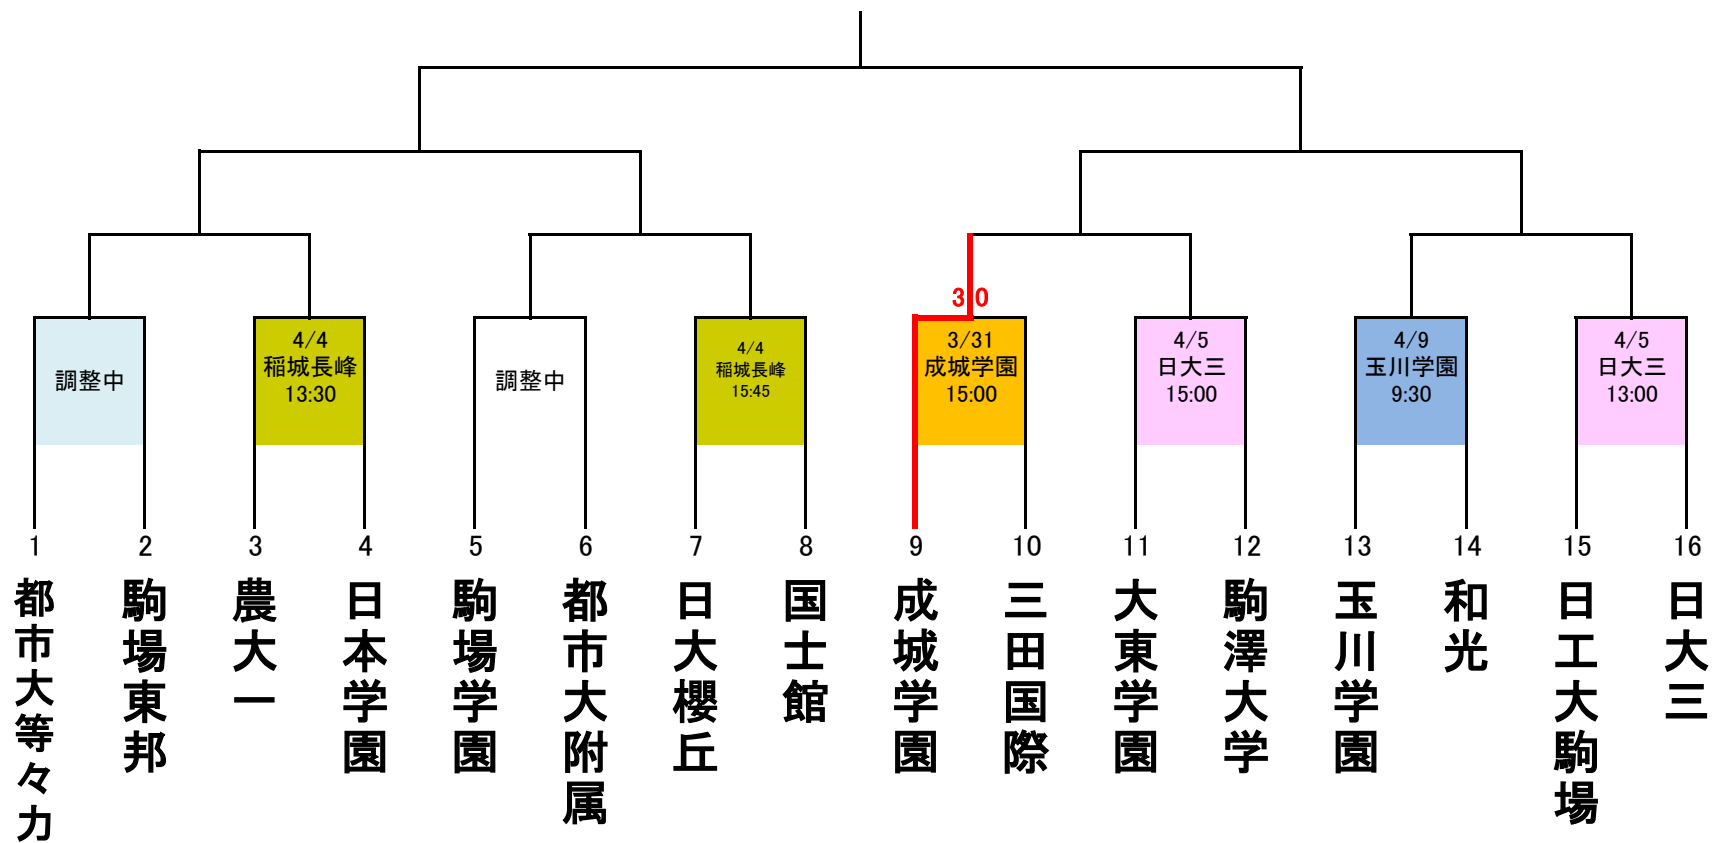 3 0
調整中
4/4
稲城長峰
13:30
調整中
4/4
稲城長峰
15:45
3/31
成城学園
15:00
4/5
日大三
15:00
4/9
玉川学園
9:30
4/5
日大三
13:00
1
2
3
4
5
6
7
8
9
10
11
12
13
14
15
16
都市大等々力
駒場東邦
農大一
日本学園
駒場学園
都市大附属
日大櫻丘
国士館
成城学園
三田国際
大東学園
駒澤大学
玉川学園
和光
日工大駒場
日大三